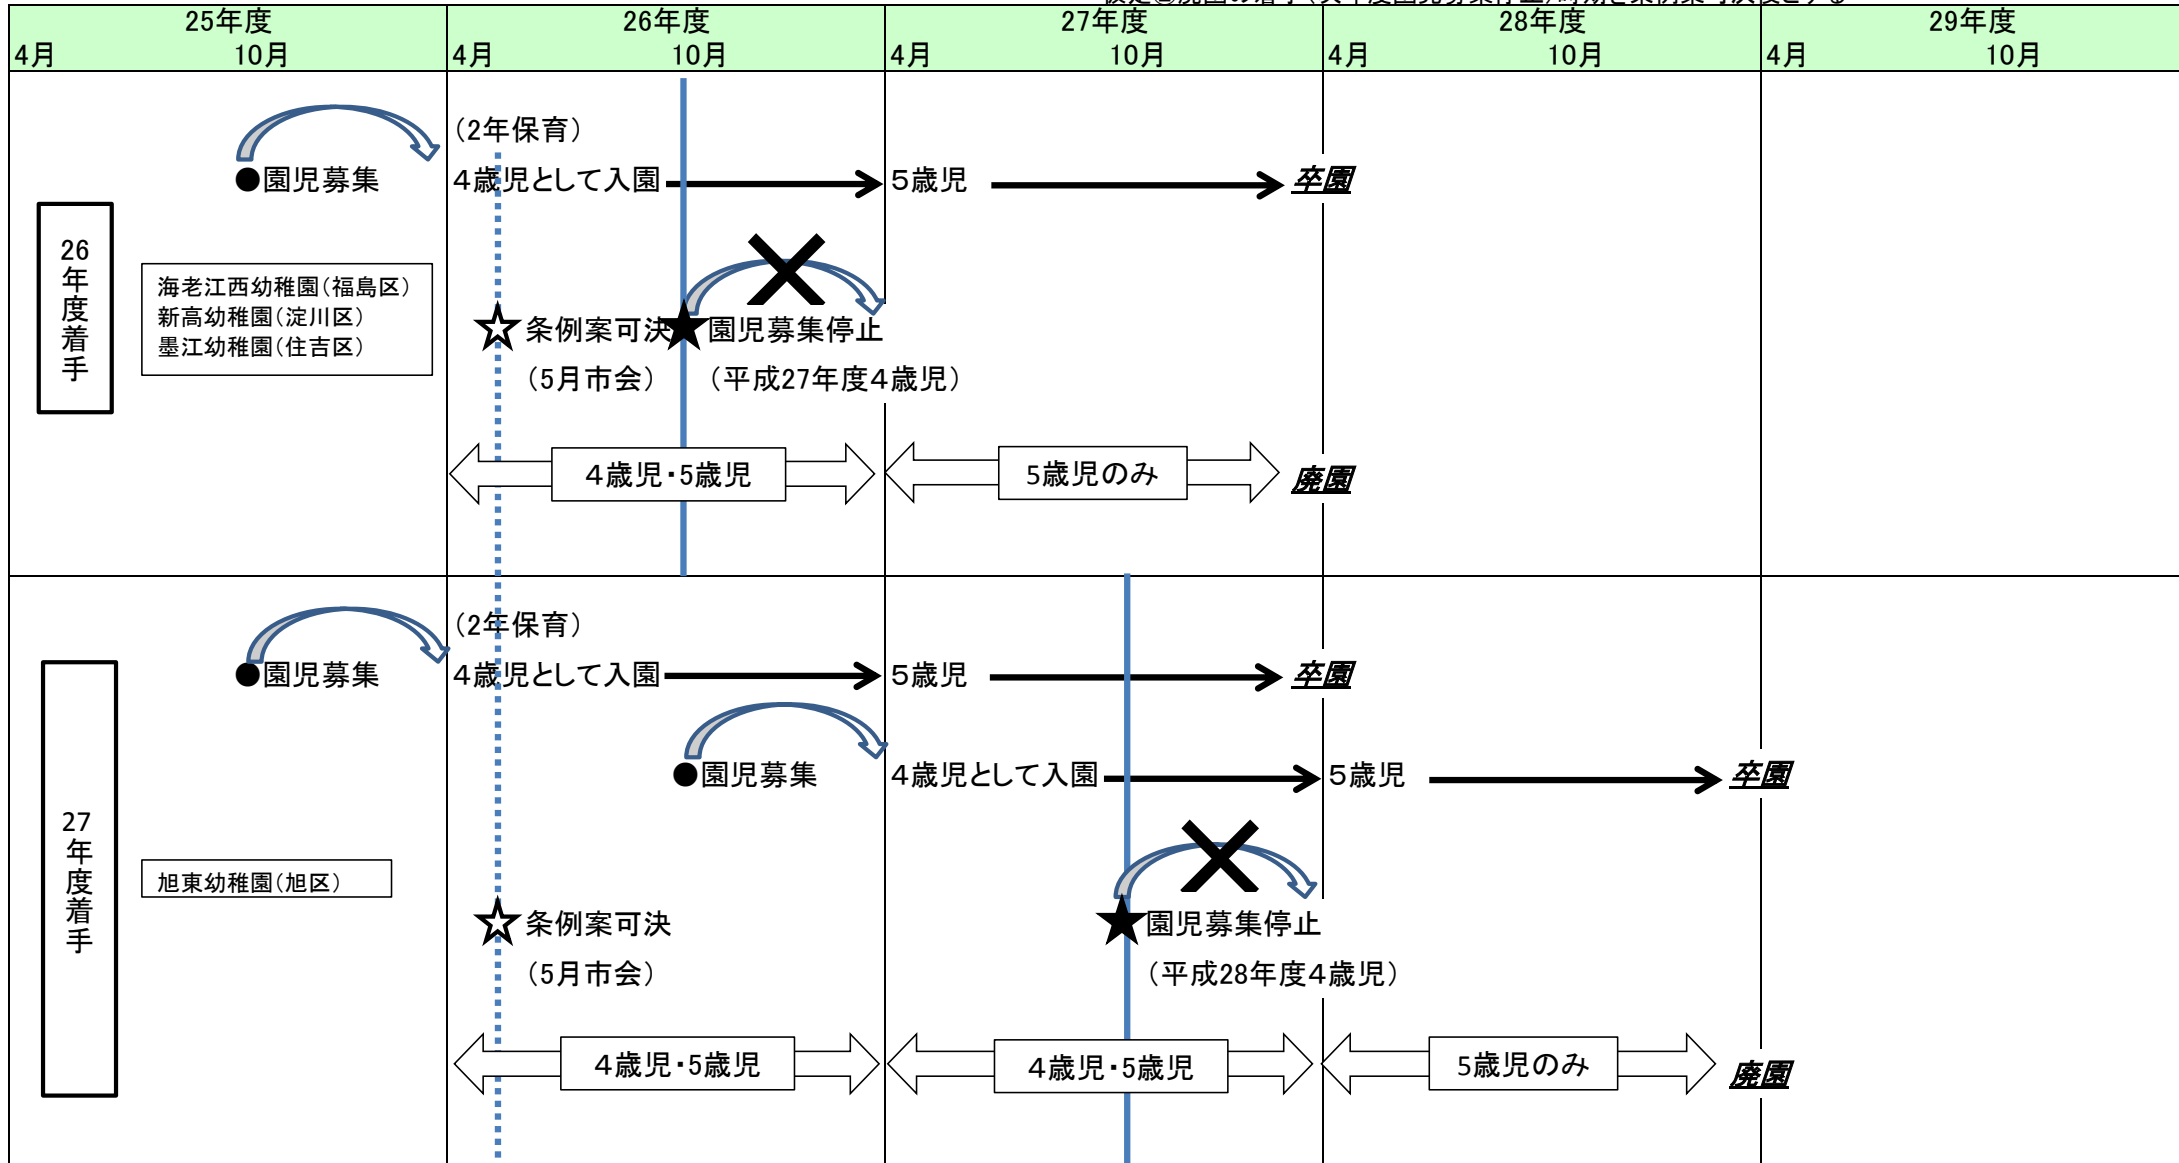 25年度
26年度
27年度
28年度
29年度
4月
10月
4月
10月
4月
10月
4月
10月
4月
10月
(2年保育)
●園児募集
4歳児として入園
5歳児
卒園
26年度着手
海老江西幼稚園(福島区)
新高幼稚園(淀川区)
墨江幼稚園(住吉区)
☆条例案可決
★園児募集停止
(5月市会)
(平成27年度4歳児)
4歳児・5歳児
5歳児のみ
廃園
(2年保育)
●園児募集
4歳児として入園
5歳児
卒園
●園児募集
4歳児として入園
5歳児
卒園
27年度着手
旭東幼稚園(旭区)
☆条例案可決
★園児募集停止
(5月市会)
(平成28年度4歳児)
4歳児・5歳児
4歳児・5歳児
5歳児のみ
廃園